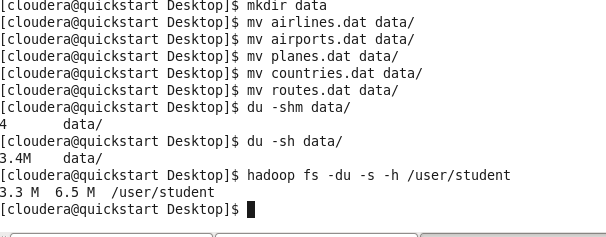 [cloudera@quickstart Desktop]$ mkdir data
[cloudera@quickstart Desktop]$ mv airlines.dat data/
[cloudera@quickstart Desktop]$ mv airports.dat data/
[cloudera@quickstart Desktop]$ mv planes.dat data/
[cloudera@quickstart Desktop]$ mv countries.dat data/
[cloudera@quickstart Desktop]$ mv routes.dat data/
[cloudera@quickstart Desktop]$ du -shm data/
4       data/
[cloudera@quickstart Desktop]$ du -sh data/
3.4M    data/
[cloudera@quickstart Desktop]$ hadoop fs -du -s -h /user/student
3.3 M  6.5 M  /user/student
[cloudera@quickstart Desktop]$